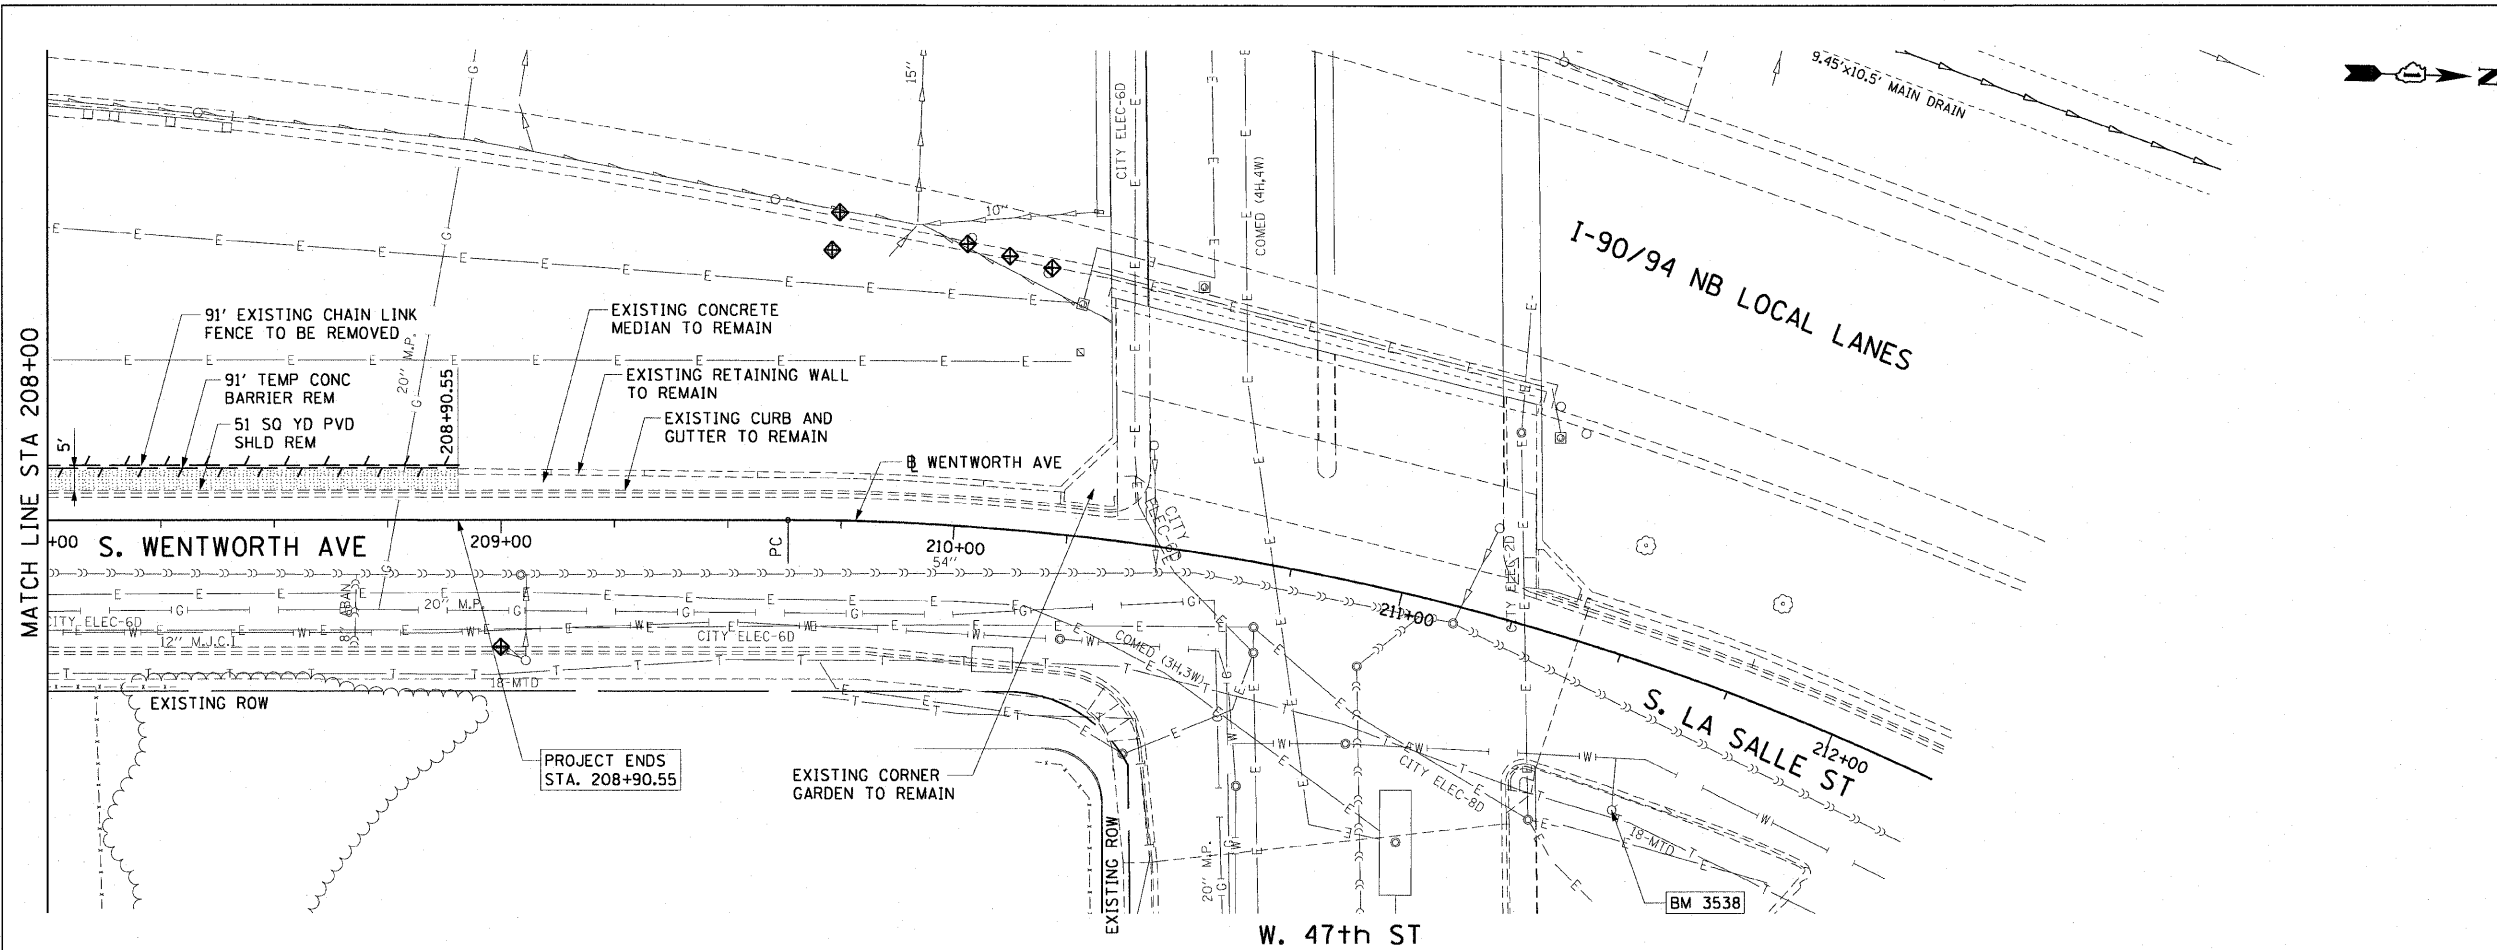 MATCH LINE STA 208+00
15"
CITY ELEC-6D
COMED (4H,4W)
9.45'x10.5' MAIN DRAIN
N
10"
I-90/94 NB LOCAL LANES
91' EXISTING CHAIN LINK
FENCE TO BE REMOVED
20" M.P.
91' TEMP CONC
BARRIER REM
51 SQ YD PVD
SHLD REM
5'
208+90.55
EXISTING CONCRETE
MEDIAN TO REMAIN
EXISTING RETAINING WALL
TO REMAIN
EXISTING CURB AND
GUTTER TO REMAIN
WENTWORTH AVE
+00
S. WENTWORTH AVE
209+00
PC
210+00
54"
CITY
CITY ELEC-2D
211+00
20" M.P.
CITY ELEC-6D
12" M.J.C.I
CITY ELEC-6D
COMED (3H,3W)
18-MTD
EXISTING ROW
S. LA SALLE ST
212+00
PROJECT ENDS
STA. 208+90.55
EXISTING CORNER
GARDEN TO REMAIN
CITY ELEC-8D
18-MTD
EXISTING ROW
20" M.P.
BM 3538
W. 47th ST